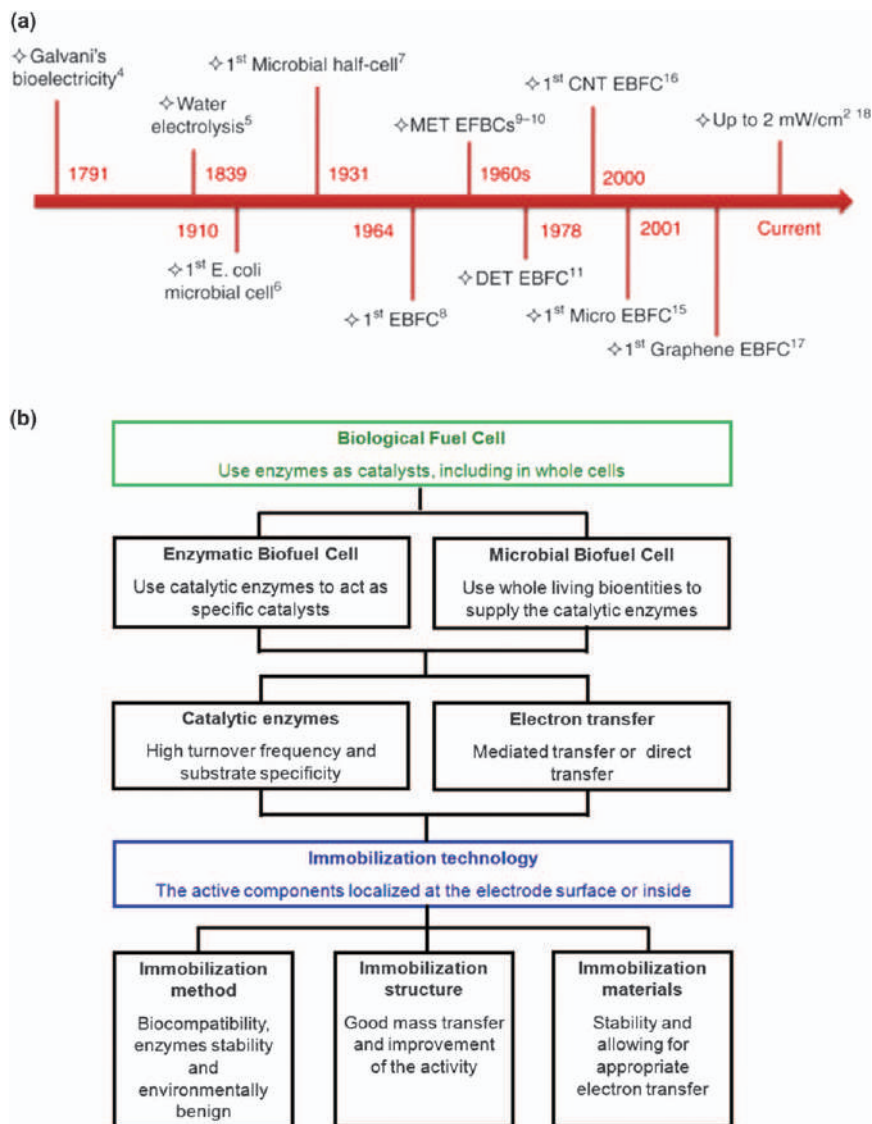 (a)
✧ Galvani's
bioelectricity4
✧ Water
electrolysis5
✧ 1st Microbial half-cell7
✧ MET EFBCs9–10
✧ 1st CNT EBFC16
✧ Up to 2 mW/cm2 18
1791
1839
1931
1960s
2000
1910
1964
1978
2001
Current
✧ 1st E. coli
microbial cell6
✧ 1st EBFC8
✧ DET EBFC11
✧ 1st Micro EBFC15
✧ 1st Graphene EBFC17
(b)
Biological Fuel Cell
Use enzymes as catalysts, including in whole cells
Enzymatic Biofuel Cell
Use catalytic enzymes to act as
specific catalysts
Microbial Biofuel Cell
Use whole living bioentities to
supply the catalytic enzymes
Catalytic enzymes
High turnover frequency and
substrate specificity
Electron transfer
Mediated transfer or direct
transfer
Immobilization technology
The active components localized at the electrode surface or inside
Immobilization
method
Biocompatibility,
enzymes stability
and
environmentally
benign
Immobilization
structure
Good mass transfer
and improvement
of the activity
Immobilization
materials
Stability and
allowing for
appropriate
electron transfer